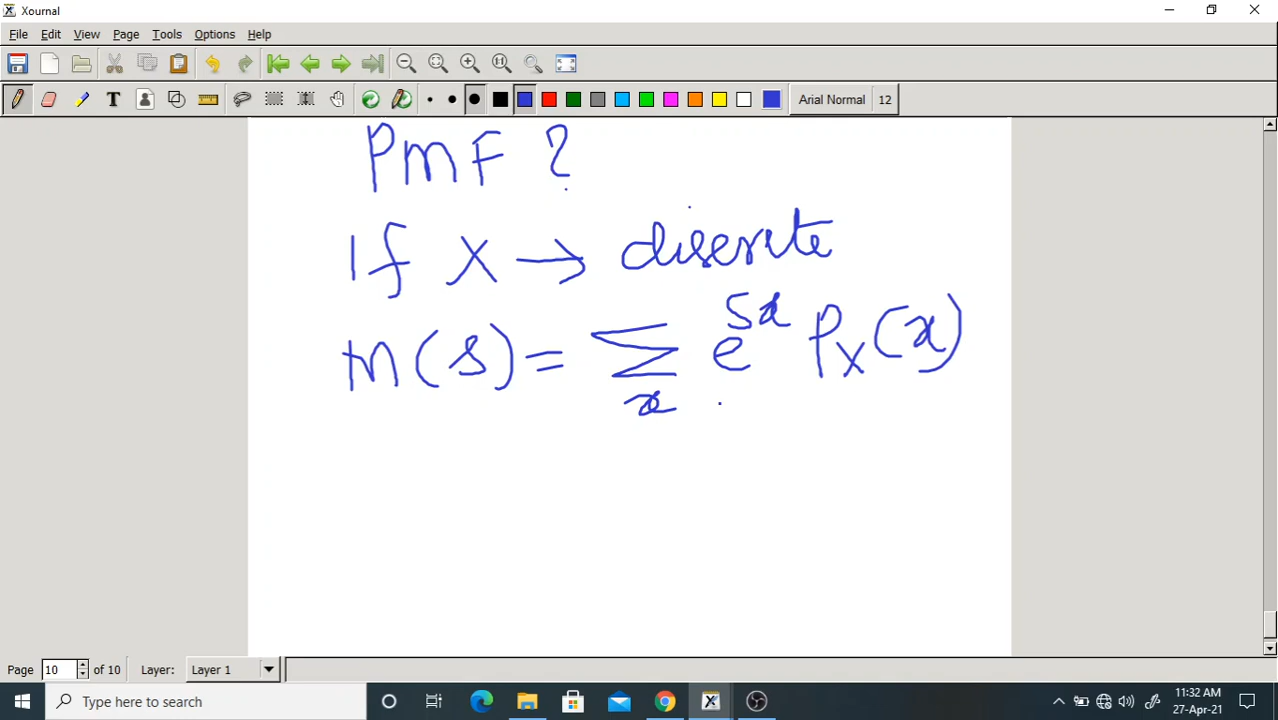 Xournal
File Edit View Page Tools Options Help
Arial Normal 12
PMF ?
If X → discrete
M(s) = ∑ₓ e^{sx} P_X(x)
Page 10 of 10 Layer: Layer 1
Type here to search
11:32 AM
27-Apr-21